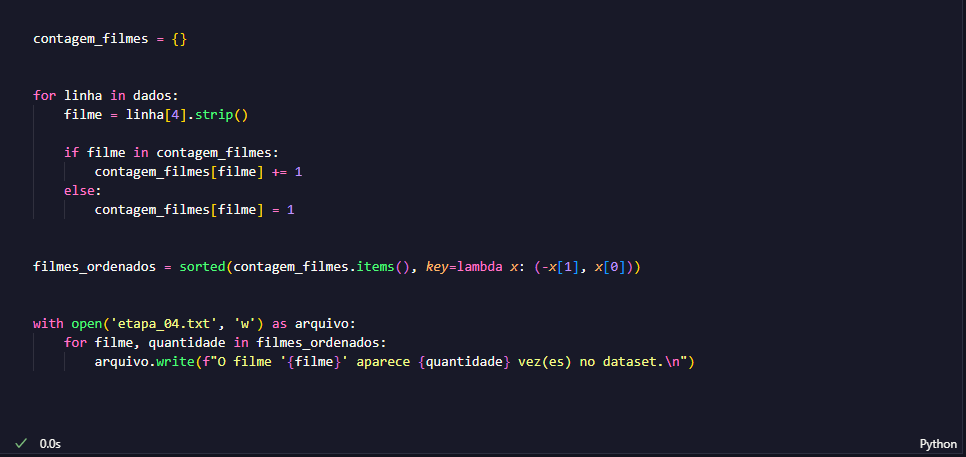 contagem_filmes = {}
for linha in dados:
    filme = linha[4].strip()
    if filme in contagem_filmes:
        contagem_filmes[filme] += 1
    else:
        contagem_filmes[filme] = 1
filmes_ordenados = sorted(contagem_filmes.items(), key=lambda x: (-x[1], x[0]))
with open('etapa_04.txt', 'w') as arquivo:
    for filme, quantidade in filmes_ordenados:
        arquivo.write(f"O filme '{filme}' aparece {quantidade} vez(es) no dataset.\n")
0.0s
Python